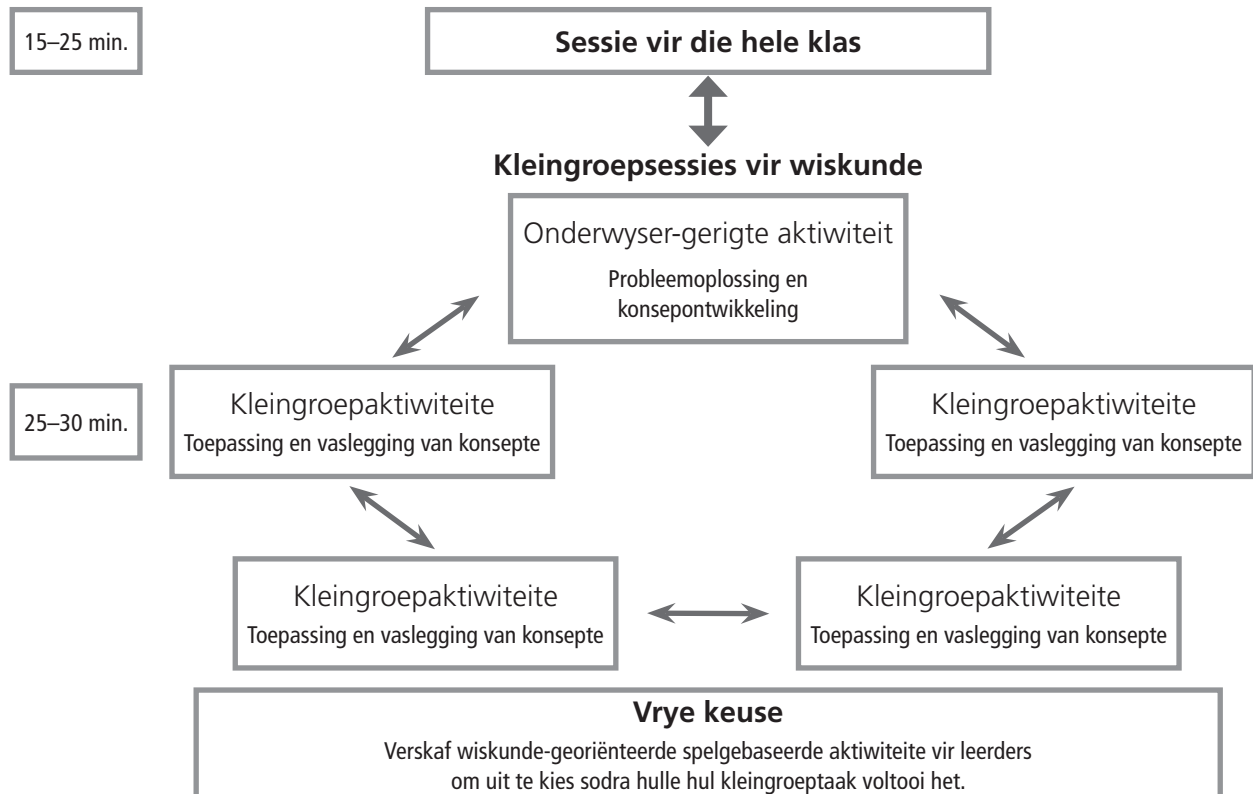 15–25 min.
Sessie vir die hele klas
Kleingroepsessies vir wiskunde
Onderwyser-gerigte aktiwiteit
Probleemoplossing en
konsepontwikkeling
25–30 min.
Kleingroepaktiwiteite
Toepassing en vaslegging van konsepte
Kleingroepaktiwiteite
Toepassing en vaslegging van konsepte
Kleingroepaktiwiteite
Toepassing en vaslegging van konsepte
Kleingroepaktiwiteite
Toepassing en vaslegging van konsepte
Vrye keuse
Verskaf wiskunde-georiënteerde spelgebaseerde aktiwiteite vir leerders
om uit te kies sodra hulle hul kleingroeptaak voltooi het.